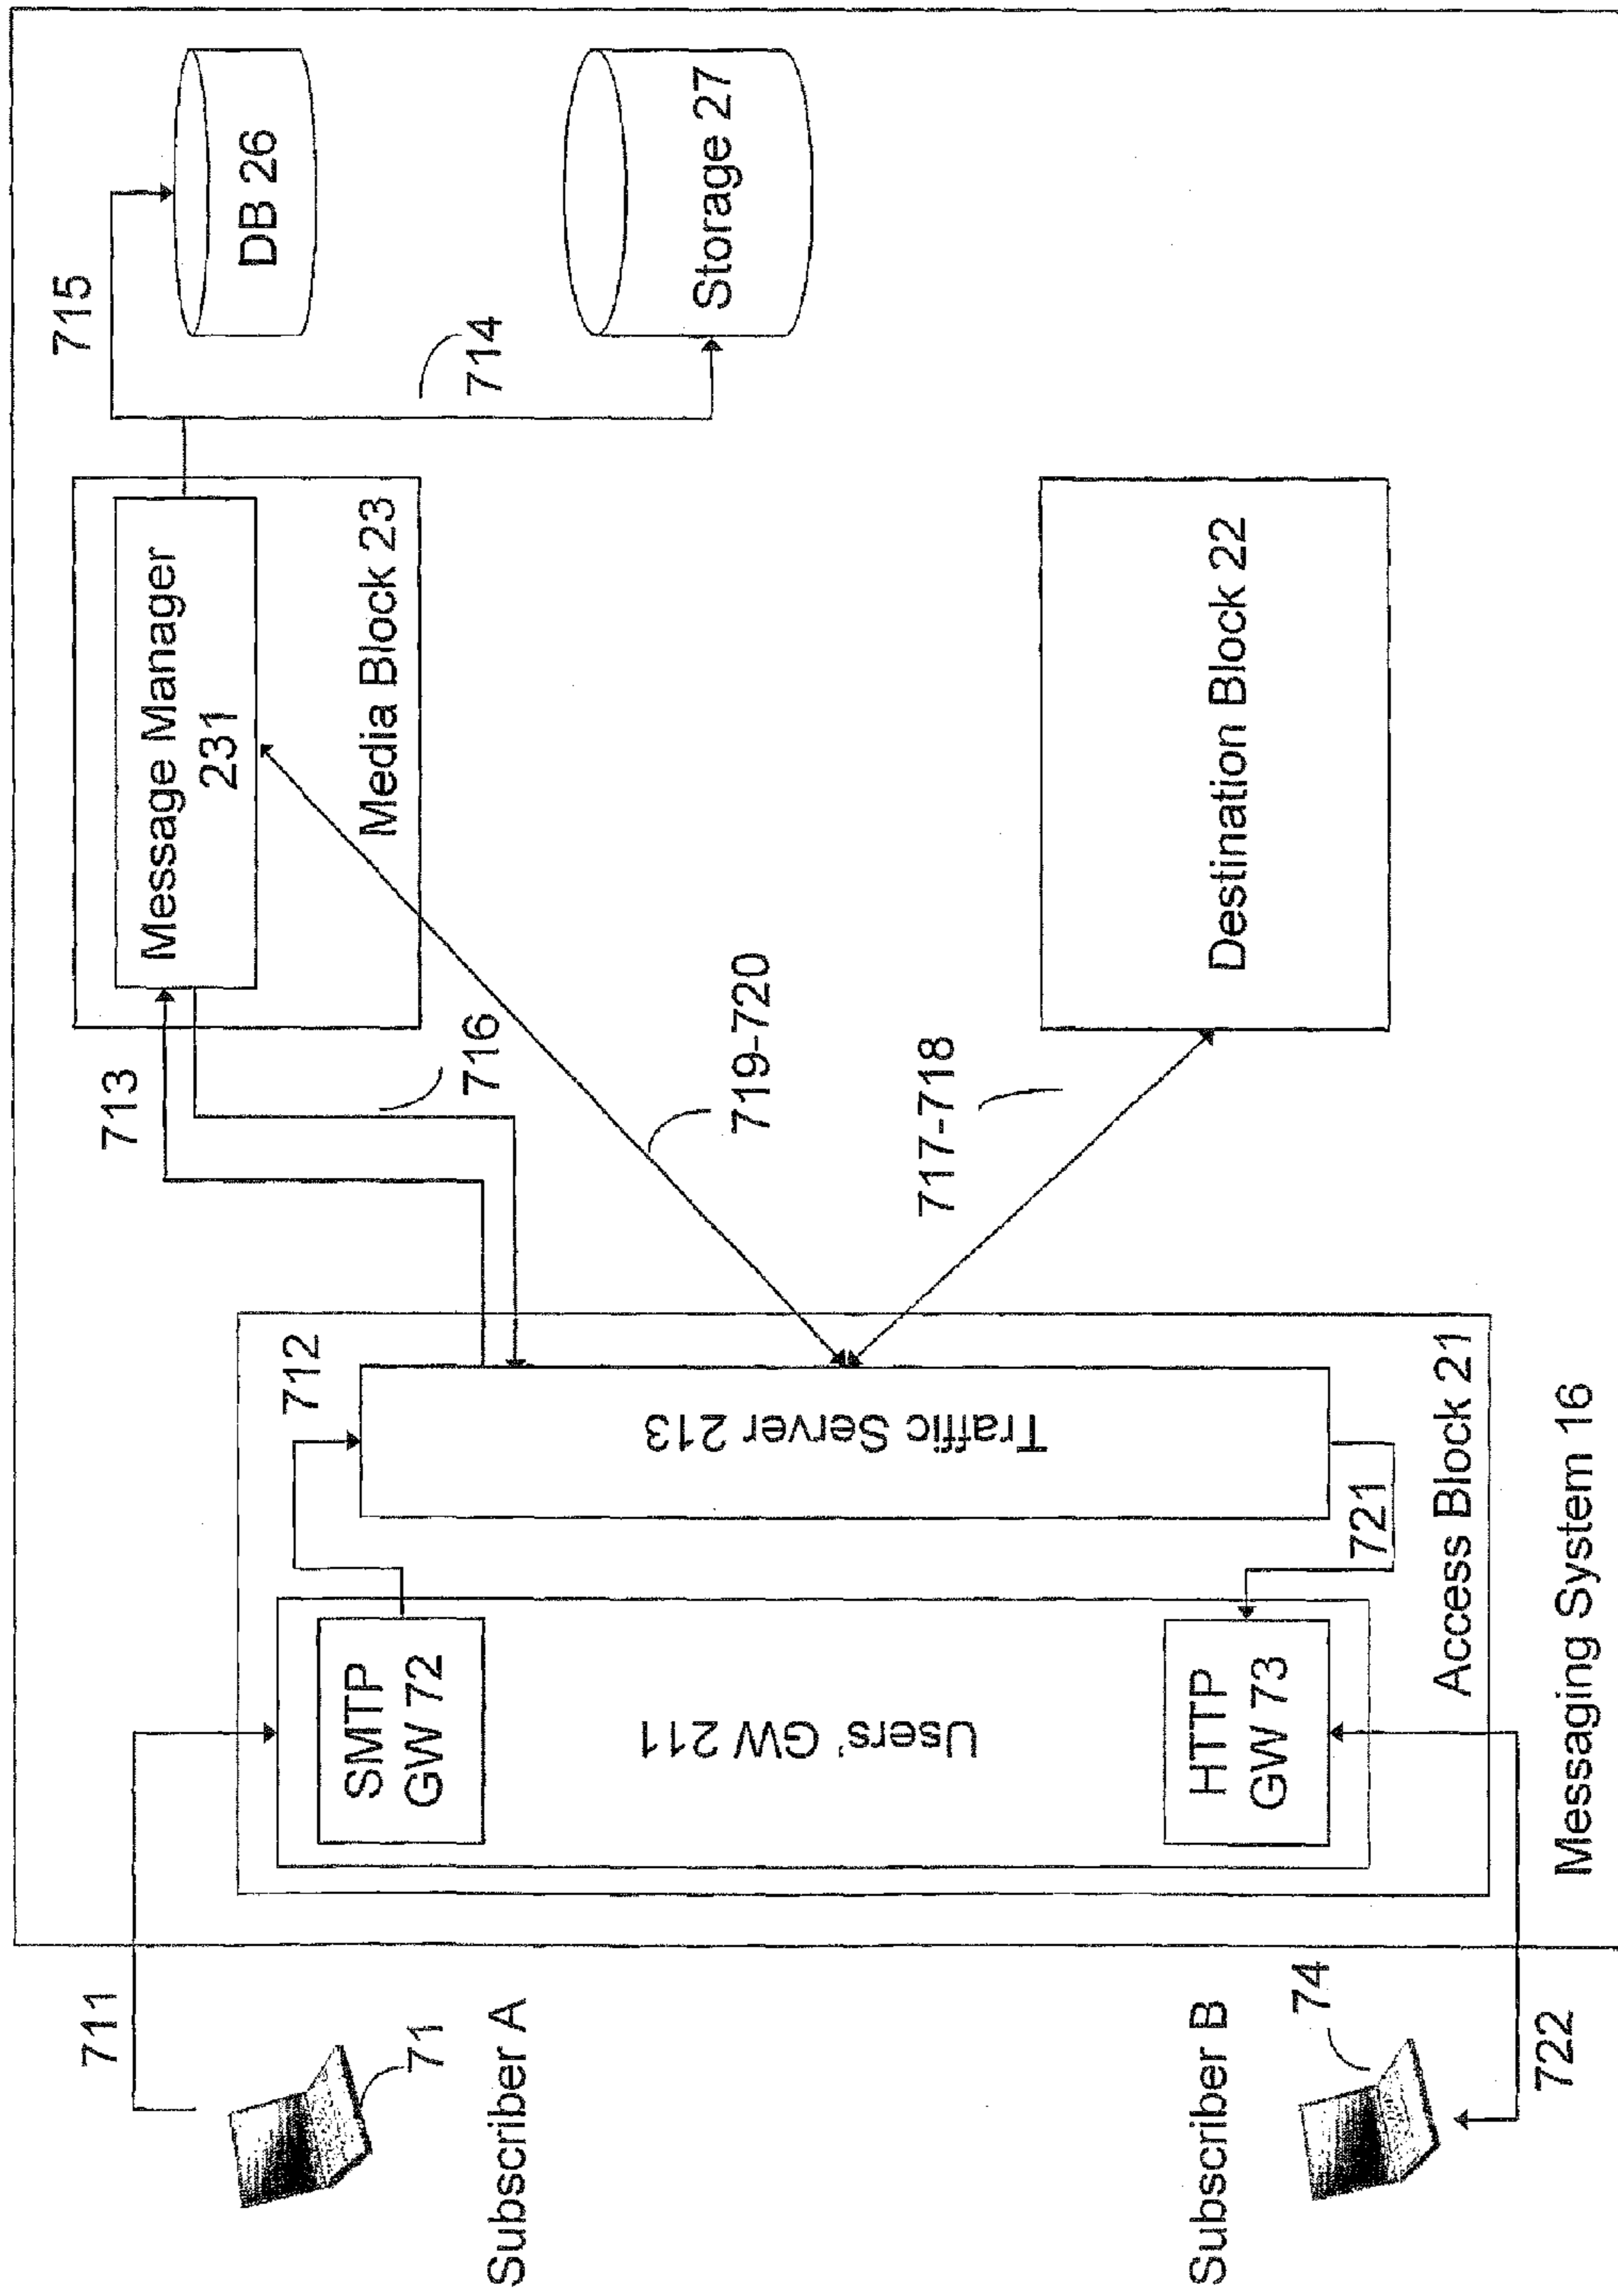 711
71
Subscriber A
Subscriber B
74
722
SMTP
GW 72
Users' GW 211
HTTP
GW 73
712
Traffic Server 213
721
Access Block 21
Messaging System 16
713
716
719-720
717-718
Message Manager
231
Media Block 23
Destination Block 22
715
714
DB 26
Storage 27